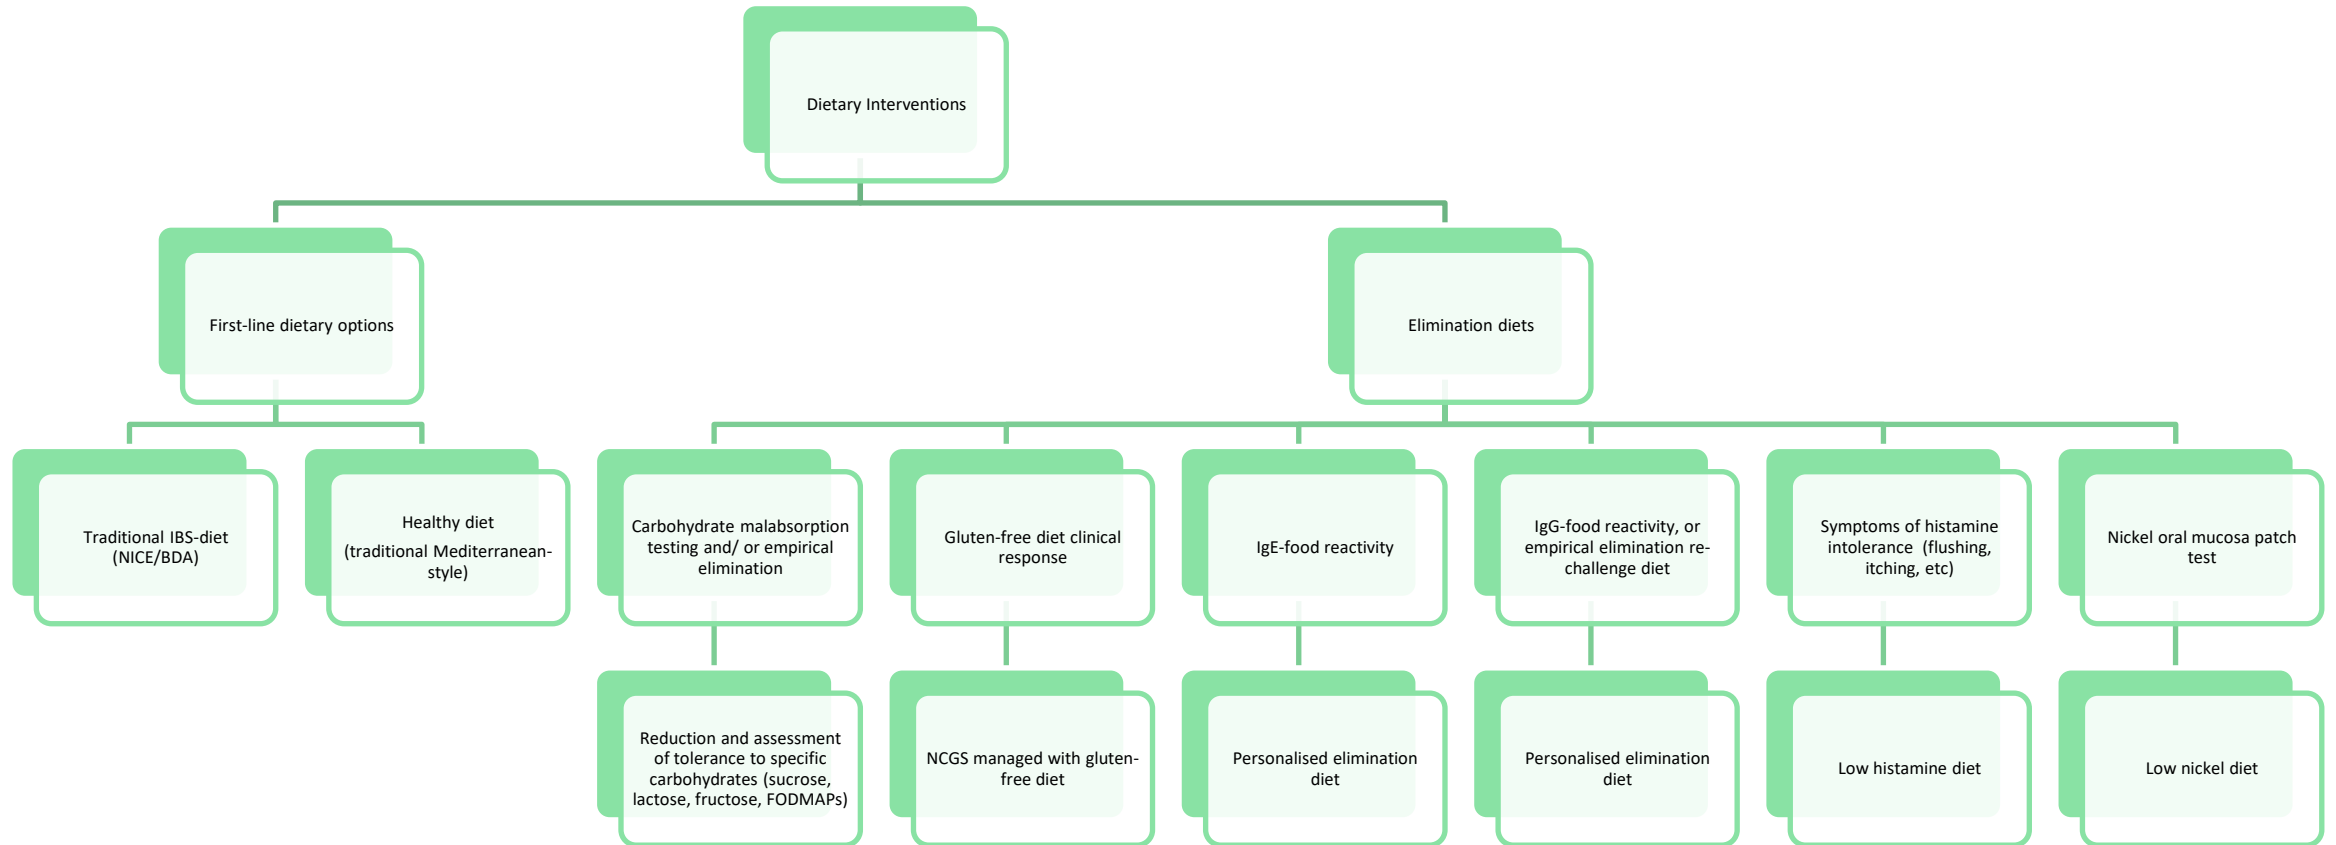 Dietary Interventions
First-line dietary options
Elimination diets
Traditional IBS-diet
(NICE/BDA)
Healthy diet
(traditional Mediterranean-
style)
Carbohydrate malabsorption
testing and/ or empirical
elimination
Gluten-free diet clinical
response
IgE-food reactivity
IgG-food reactivity, or
empirical elimination re-
challenge diet
Symptoms of histamine
intolerance (flushing,
itching, etc)
Nickel oral mucosa patch
test
Reduction and assessment
of tolerance to specific
carbohydrates (sucrose,
lactose, fructose, FODMAPs)
NCGS managed with gluten-
free diet
Personalised elimination
diet
Personalised elimination
diet
Low histamine diet
Low nickel diet